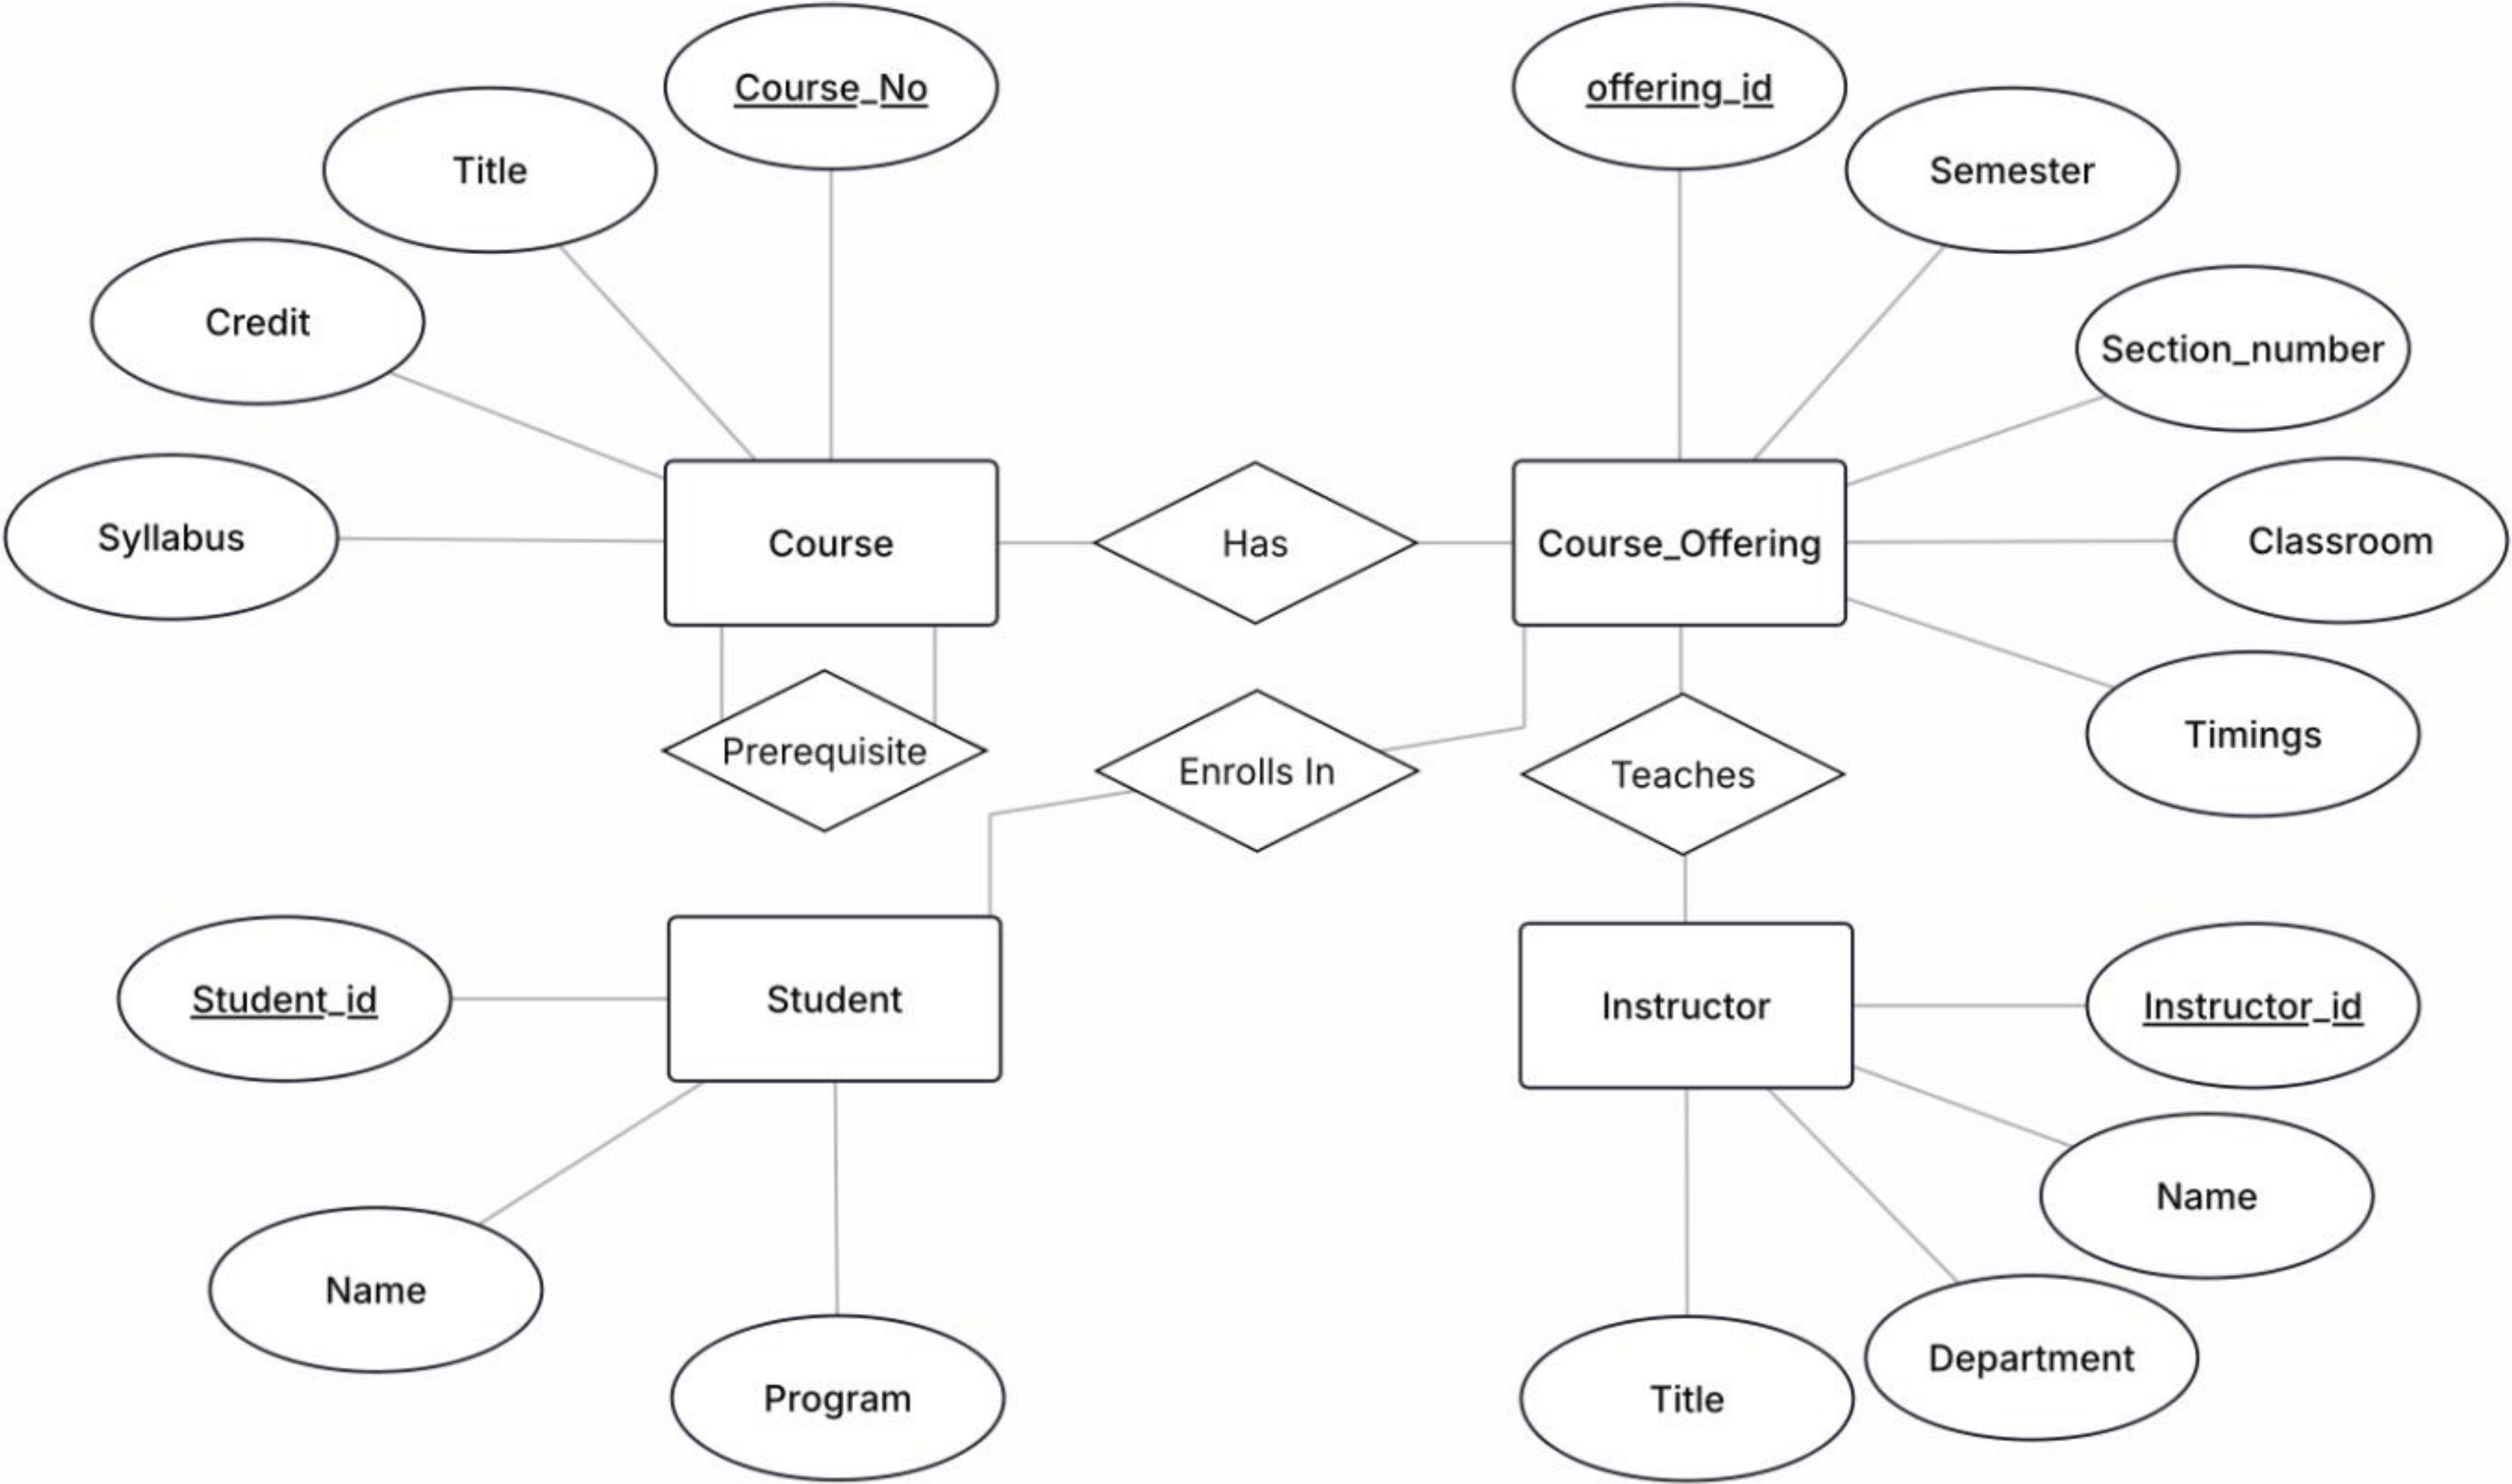 Course_No
offering_id
Title
Semester
Credit
Section_number
Syllabus
Course
Has
Course_Offering
Classroom
Timings
Prerequisite
Enrolls In
Teaches
Student_id
Student
Instructor
Instructor_id
Name
Name
Department
Program
Title